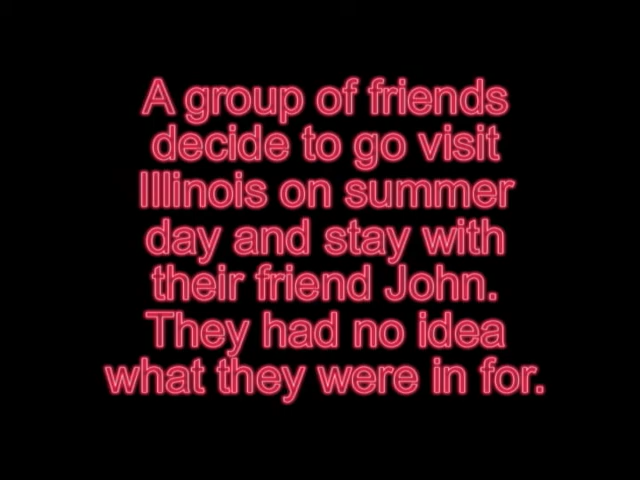 A group of friends
decide to go visit
Illinois on summer
day and stay with
their friend John.
They had no idea
what they were in for.